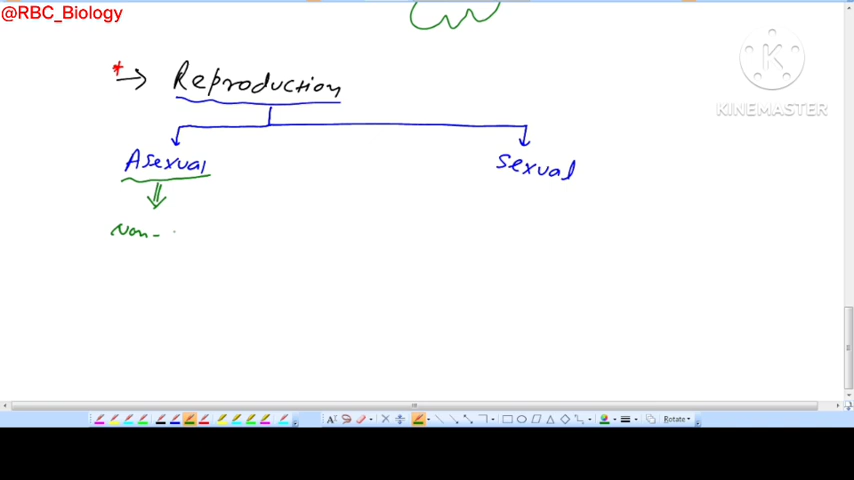 @RBC_Biology
* → Reproduction
K
KINEMASTER
Asexual
Sexual
Non-
Rotate